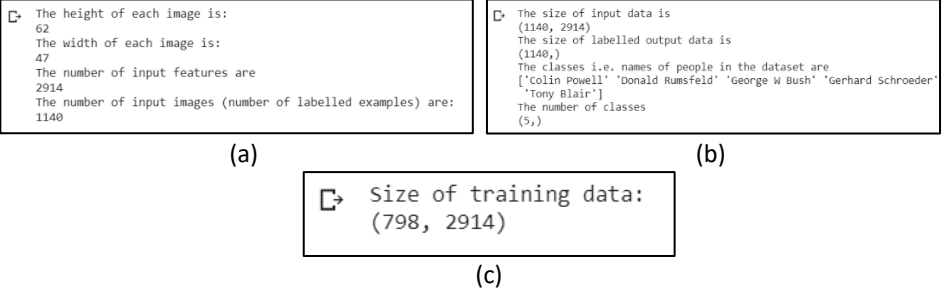 The height of each image is:
62
The width of each image is:
47
The number of input features are
2914
The number of input images (number of labelled examples) are:
1140
(a)
The size of input data is
(1140, 2914)
The size of labelled output data is
(1140,)
The classes i.e. names of people in the dataset are
['Colin Powell' 'Donald Rumsfeld' 'George W Bush' 'Gerhard Schroeder'
'Tony Blair']
The number of classes
(5,)
(b)
Size of training data:
(798, 2914)
(c)